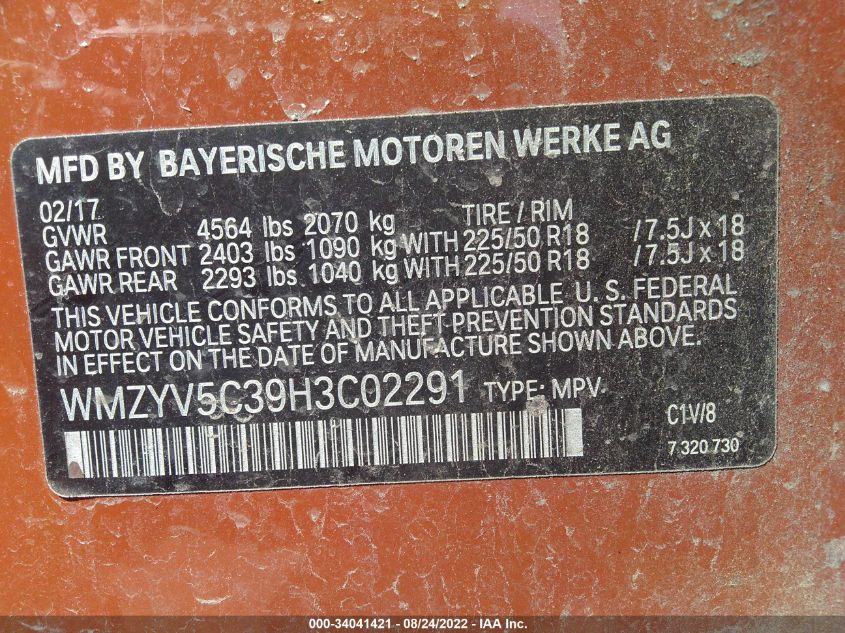 MFD BY BAYERISCHE MOTOREN WERKE AG
02/17 TIRE / RIM
GVWR 4564 lbs 2070 kg
GAWR FRONT 2403 lbs 1090 kg WITH 225/50 R18 /7.5J x 18
GAWR REAR 2293 lbs 1040 kg WITH 225/50 R18 /7.5J x 18
THIS VEHICLE CONFORMS TO ALL APPLICABLE U. S. FEDERAL
MOTOR VEHICLE SAFETY AND THEFT-PREVENTION STANDARDS
IN EFFECT ON THE DATE OF MANUFACTURE SHOWN ABOVE.
WMZYV5C39H3C02291 TYPE: MPV
C1V/8
7 320 730
000-34041421 - 08/24/2022 - IAA Inc.